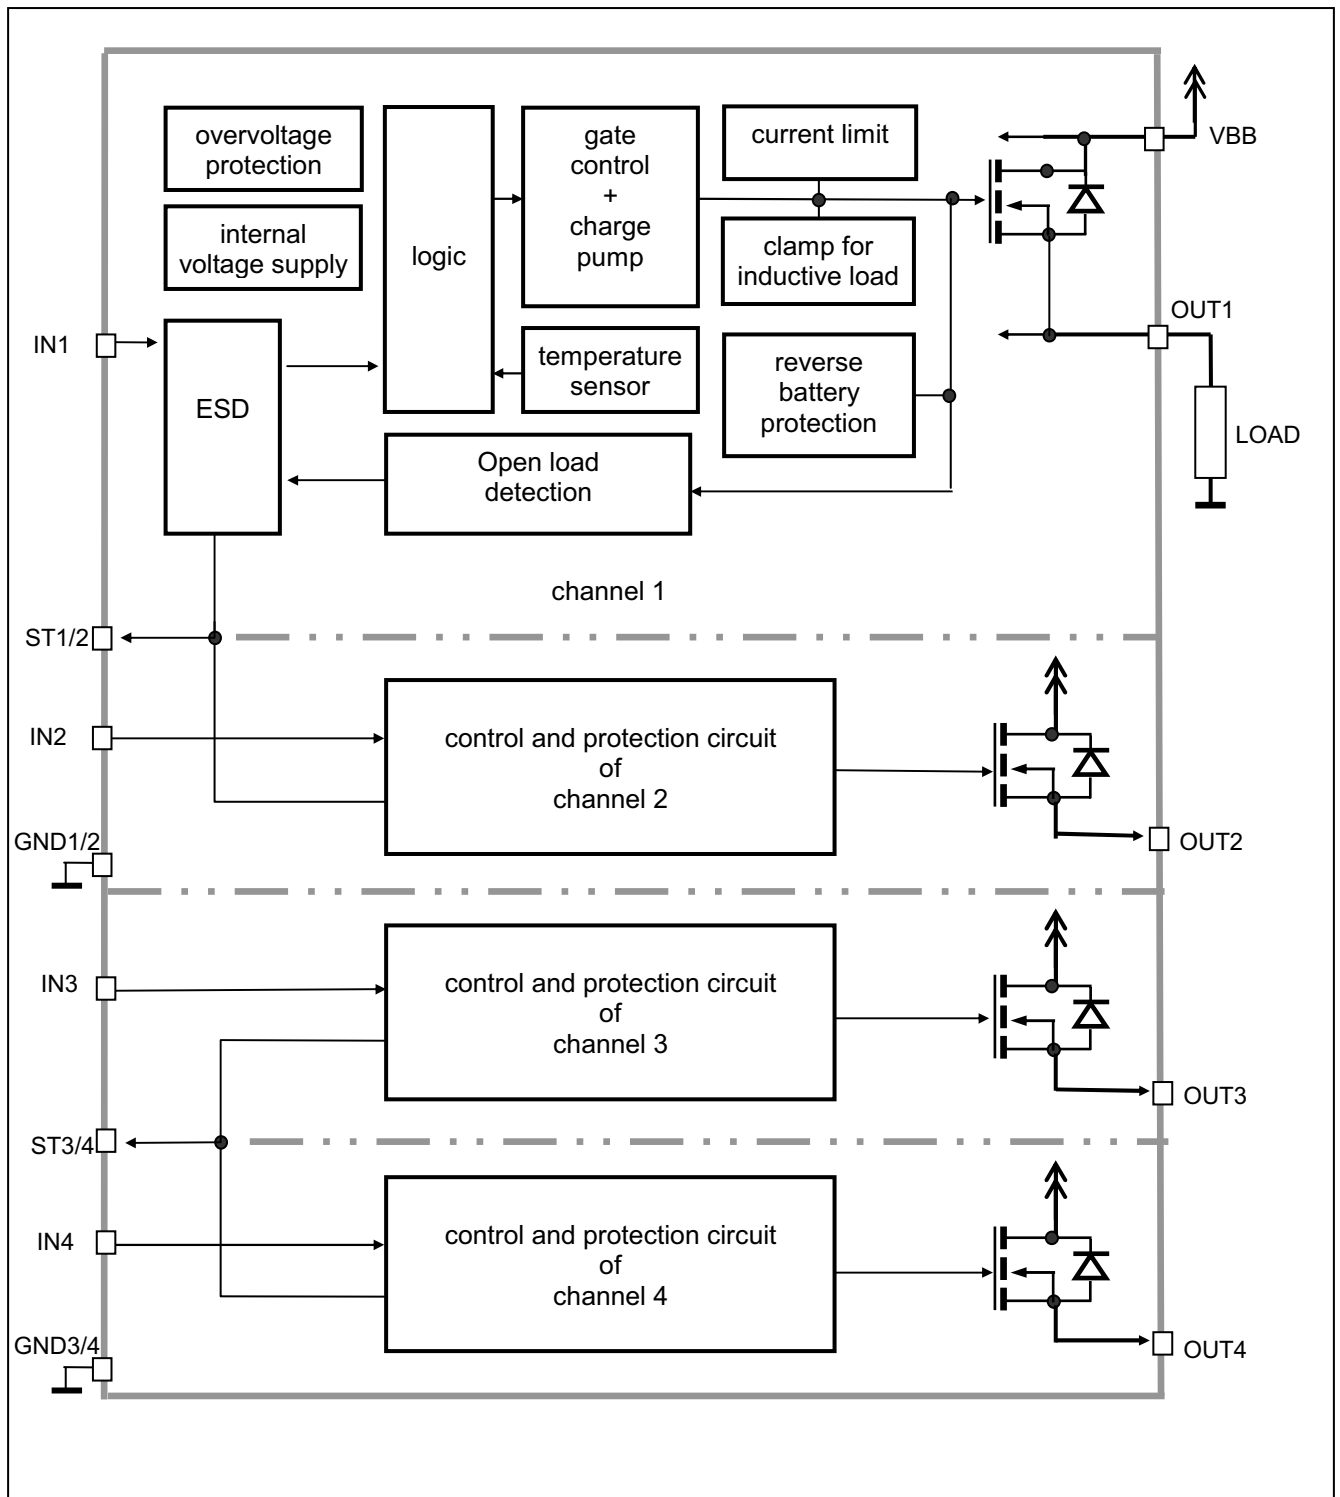 overvoltage
protection
internal
voltage supply
logic
gate
control
+
charge
pump
current limit
clamp for
inductive load
VBB
IN1
ESD
temperature
sensor
reverse
battery
protection
OUT1
LOAD
Open load
detection
channel 1
ST1/2
IN2
control and protection circuit
of
channel 2
GND1/2
OUT2
IN3
control and protection circuit
of
channel 3
OUT3
ST3/4
IN4
control and protection circuit
of
channel 4
GND3/4
OUT4